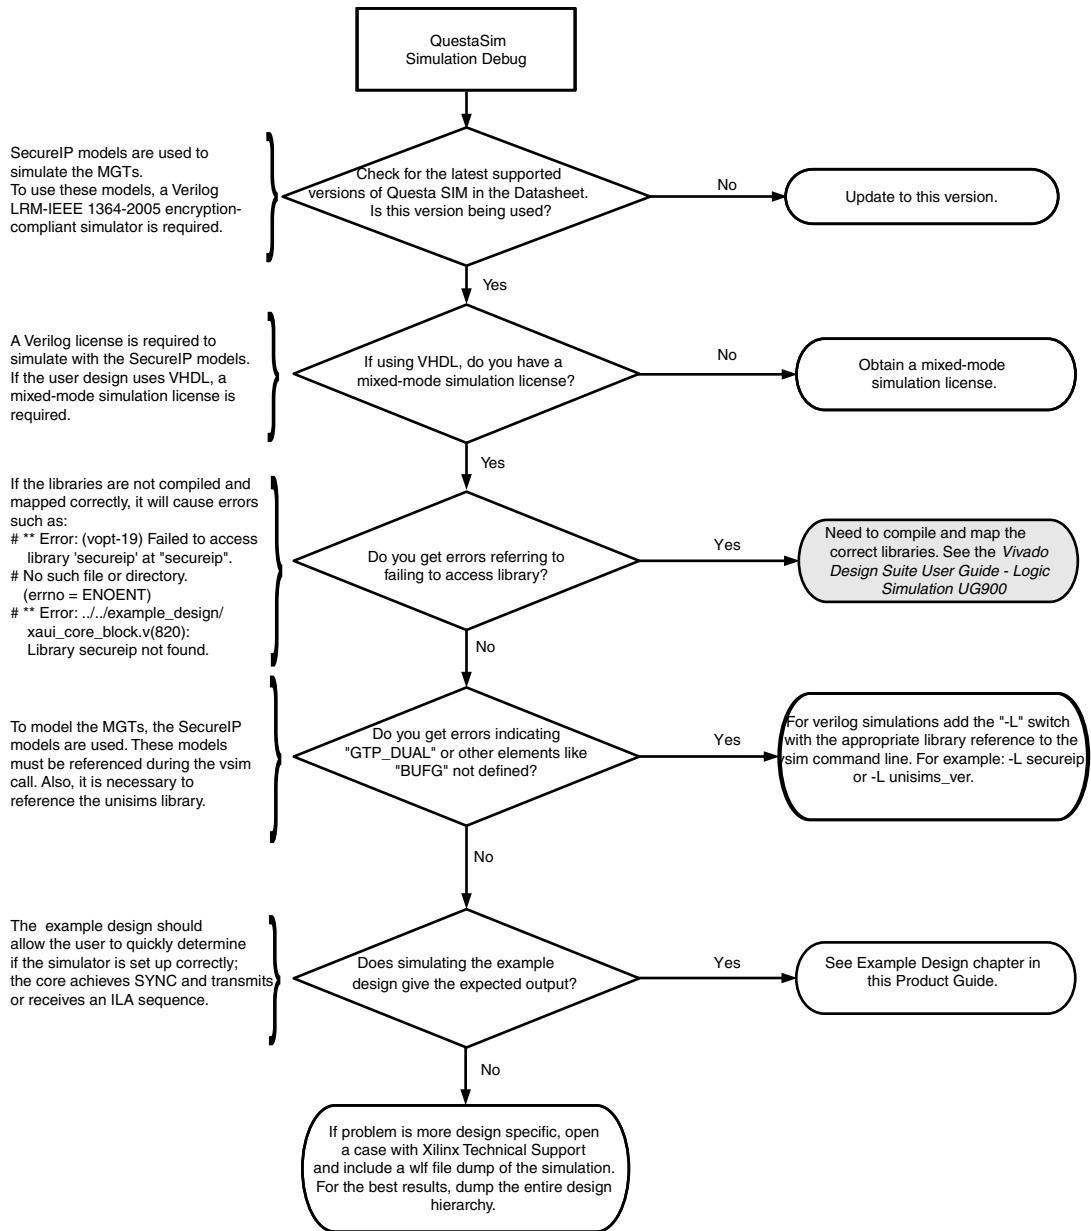 QuestaSim
Simulation Debug
SecureIP models are used to
simulate the MGTs.
To use these models, a Verilog
LRM-IEEE 1364-2005 encryption-
compliant simulator is required.
Check for the latest supported
versions of Questa SIM in the Datasheet.
Is this version being used?
No
Update to this version.
Yes
A Verilog license is required to
simulate with the SecureIP models.
If the user design uses VHDL, a
mixed-mode simulation license is
required.
If using VHDL, do you have a
mixed-mode simulation license?
No
Obtain a mixed-mode
simulation license.
Yes
If the libraries are not compiled and
mapped correctly, it will cause errors
such as:
# ** Error: (vopt-19) Failed to access
library 'secureip' at "secureip".
# No such file or directory.
(errno = ENOENT)
# ** Error: ../../example_design/
xaui_core_block.v(820):
Library secureip not found.
Do you get errors referring to
failing to access library?
Yes
Need to compile and map the
correct libraries. See the Vivado
Design Suite User Guide - Logic
Simulation UG900
No
To model the MGTs, the SecureIP
models are used. These models
must be referenced during the vsim
call. Also, it is necessary to
reference the unisims library.
Do you get errors indicating
"GTP_DUAL" or other elements like
"BUFG" not defined?
Yes
For verilog simulations add the "-L" switch
with the appropriate library reference to the
vsim command line. For example: -L secureip
or -L unisims_ver.
No
The example design should
allow the user to quickly determine
if the simulator is set up correctly;
the core achieves SYNC and transmits
or receives an ILA sequence.
Does simulating the example
design give the expected output?
Yes
See Example Design chapter in
this Product Guide.
No
If problem is more design specific, open
a case with Xilinx Technical Support
and include a wlf file dump of the simulation.
For the best results, dump the entire design
hierarchy.